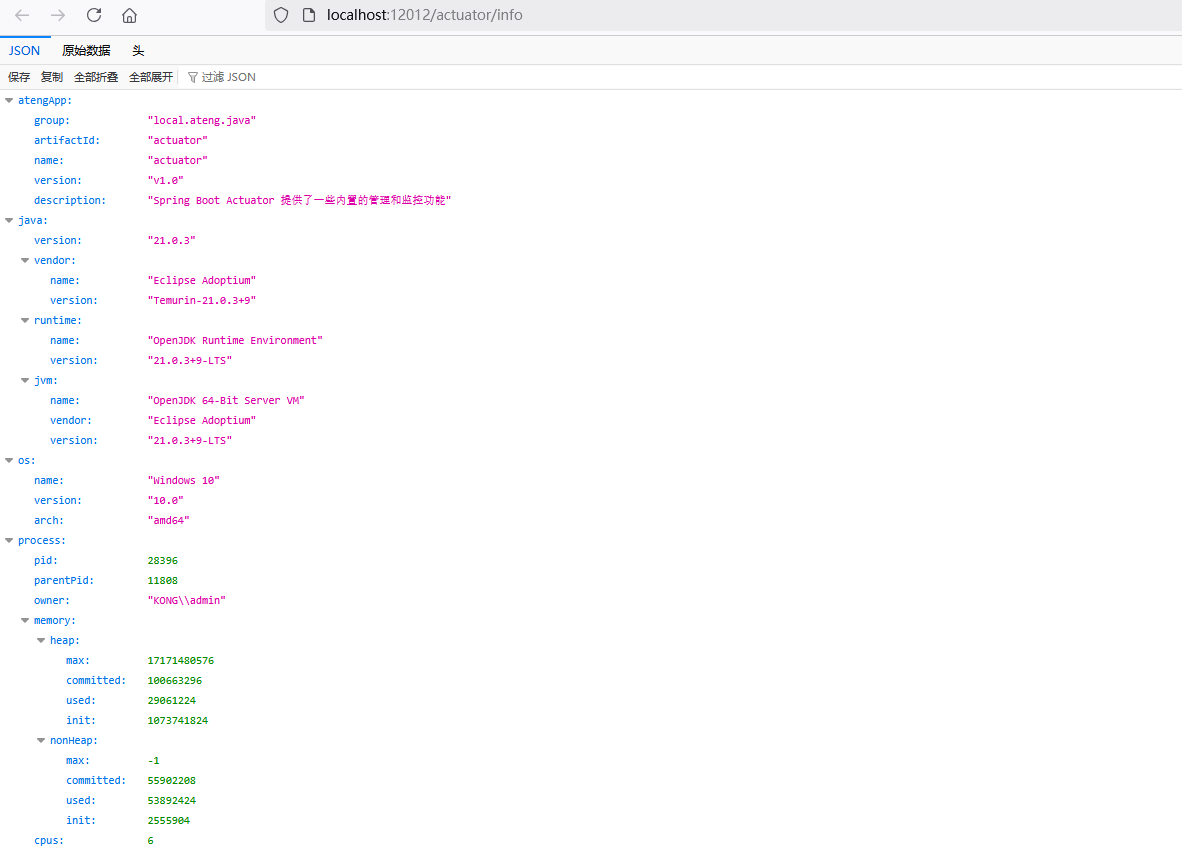 localhost:12012/actuator/info
JSON 原始数据 头
保存 复制 全部折叠 全部展开 过滤 JSON
atengApp:
group: "local.ateng.java"
artifactId: "actuator"
name: "actuator"
version: "v1.0"
description: "Spring Boot Actuator 提供了一些内置的管理和监控功能"
java:
version: "21.0.3"
vendor:
name: "Eclipse Adoptium"
version: "Temurin-21.0.3+9"
runtime:
name: "OpenJDK Runtime Environment"
version: "21.0.3+9-LTS"
jvm:
name: "OpenJDK 64-Bit Server VM"
vendor: "Eclipse Adoptium"
version: "21.0.3+9-LTS"
os:
name: "Windows 10"
version: "10.0"
arch: "amd64"
process:
pid: 28396
parentPid: 11808
owner: "KONG\\admin"
memory:
heap:
max: 17171480576
committed: 100663296
used: 29061224
init: 1073741824
nonHeap:
max: -1
committed: 55902208
used: 53892424
init: 2555904
cpus: 6